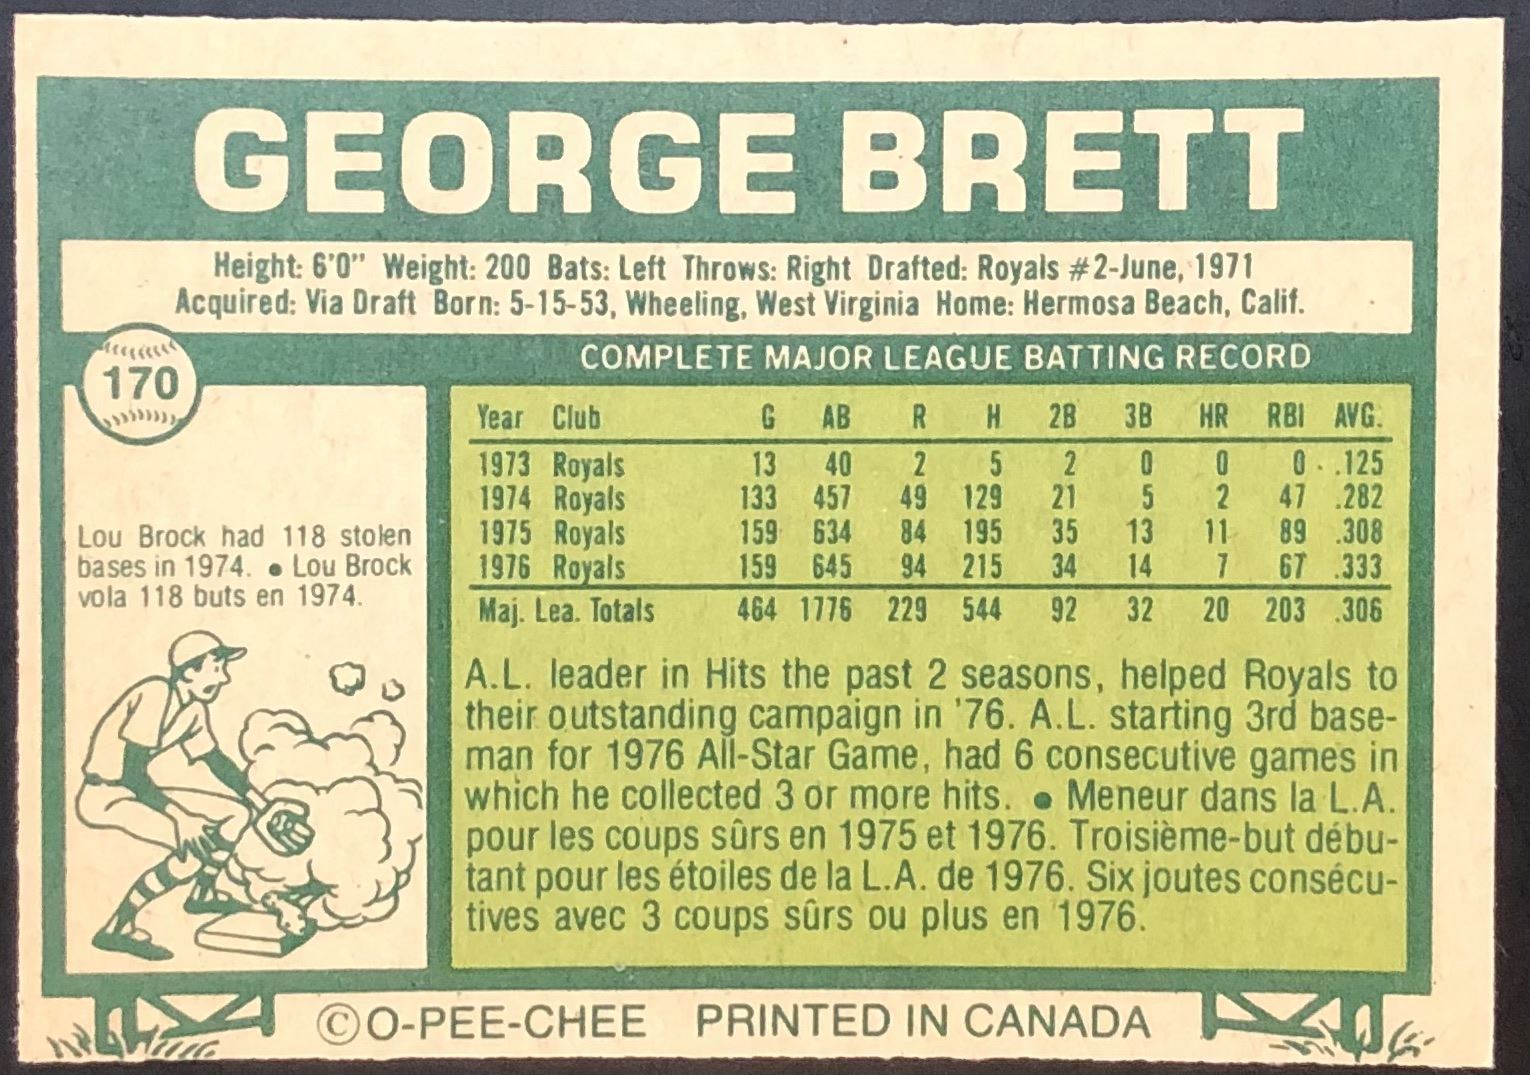 GEORGE BRETT
Height: 6'0" Weight: 200 Bats: Left Throws: Right Drafted: Royals #2-June, 1971
Acquired: Via Draft Born: 5-15-53, Wheeling, West Virginia Home: Hermosa Beach, Calif.
170
COMPLETE MAJOR LEAGUE BATTING RECORD
Year Club G AB R H 2B 3B HR RBI AVG.
1973 Royals 13 40 2 5 2 0 0 0 .125
1974 Royals 133 457 49 129 21 5 2 47 .282
1975 Royals 159 634 84 195 35 13 11 89 .308
1976 Royals 159 645 94 215 34 14 7 67 .333
Maj. Lea. Totals 464 1776 229 544 92 32 20 203 .306
Lou Brock had 118 stolen
bases in 1974. ● Lou Brock
vola 118 buts en 1974.
A.L. leader in Hits the past 2 seasons, helped Royals to
their outstanding campaign in '76. A.L. starting 3rd base-
man for 1976 All-Star Game, had 6 consecutive games in
which he collected 3 or more hits. ● Meneur dans la L.A.
pour les coups sûrs en 1975 et 1976. Troisième-but débu-
tant pour les étoiles de la L.A. de 1976. Six joutes consécu-
tives avec 3 coups sûrs ou plus en 1976.
©O-PEE-CHEE PRINTED IN CANADA